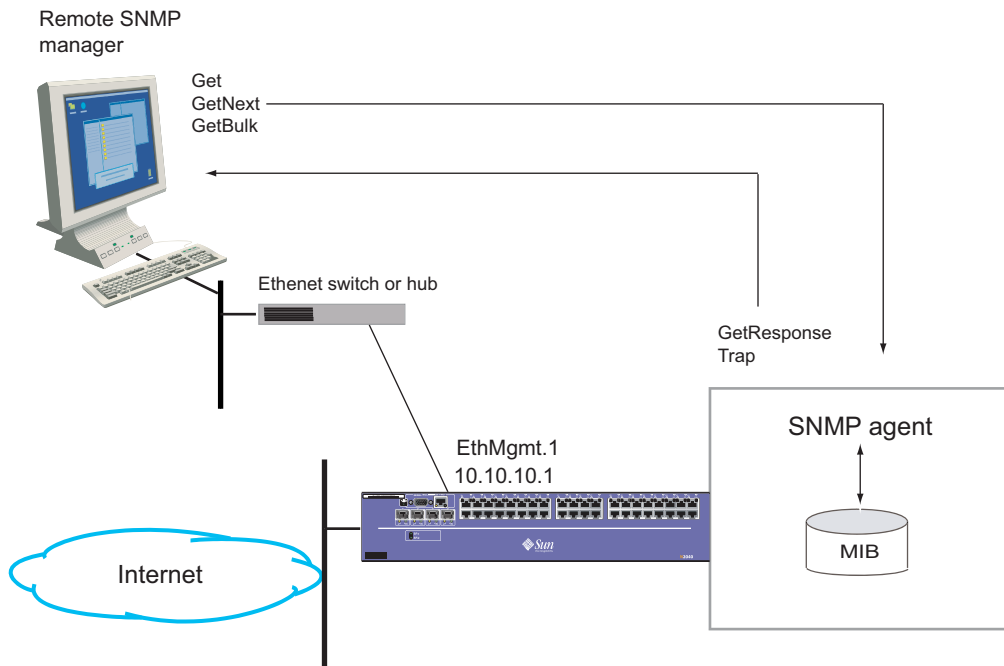 Remote SNMP
manager
Get
GetNext
GetBulk
Ethenet switch or hub
GetResponse
Trap
SNMP agent
EthMgmt.1
10.10.10.1
Sun
Internet
MIB